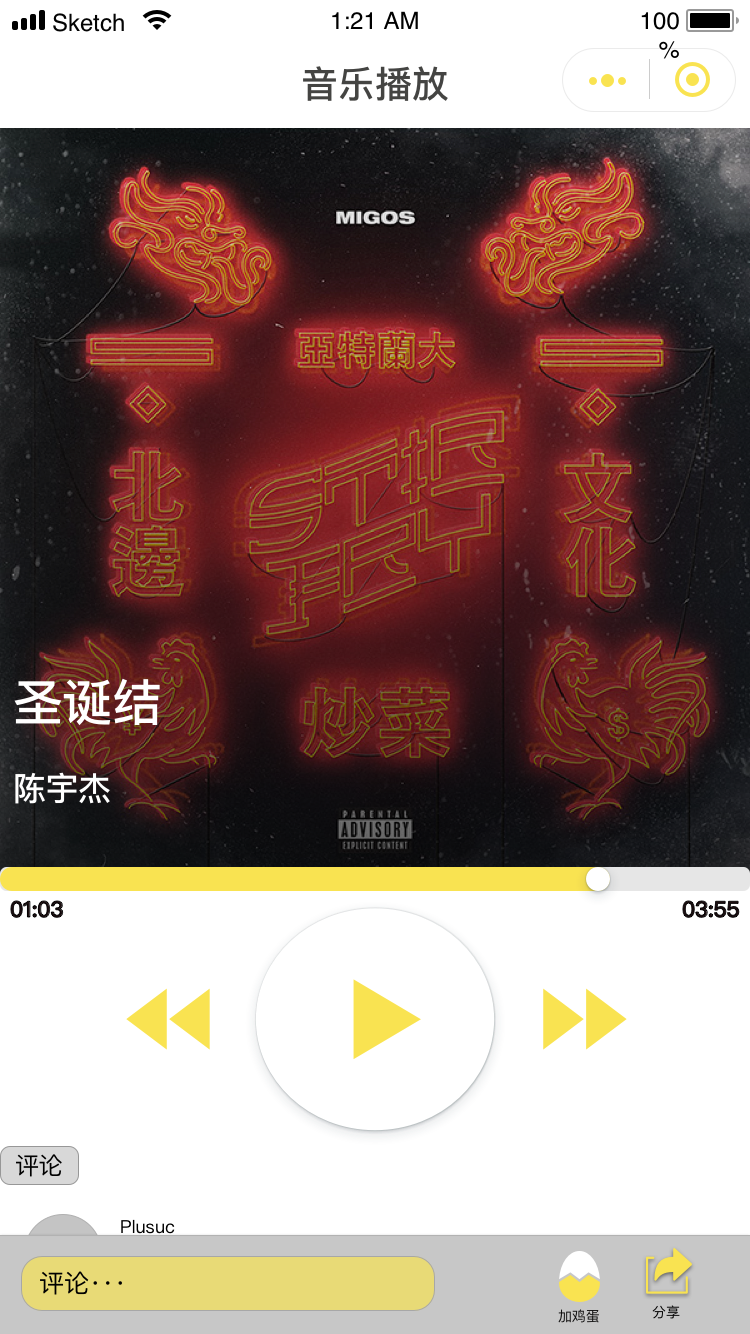 Sketch 1:21 AM 100 %
音乐播放
MIGOS
亞特蘭大
北邊
文化
STIR
FRY
圣诞结
炒菜
陈宇杰
PARENTAL
ADVISORY
EXPLICIT CONTENT
01:03 03:55
评论
Plusuc
评论···
加鸡蛋
分享